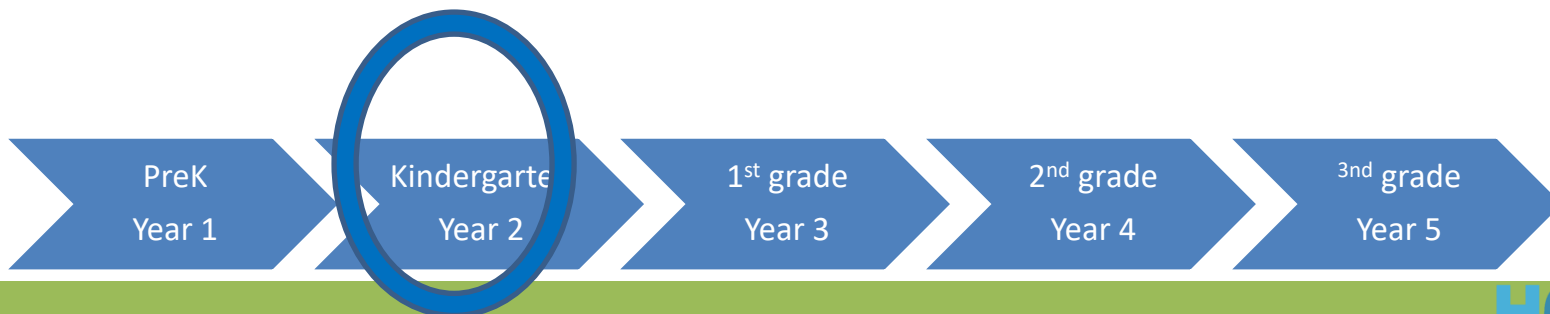 PreK
Year 1
Kindergarte
Year 2
1st grade
Year 3
2nd grade
Year 4
3nd grade
Year 5